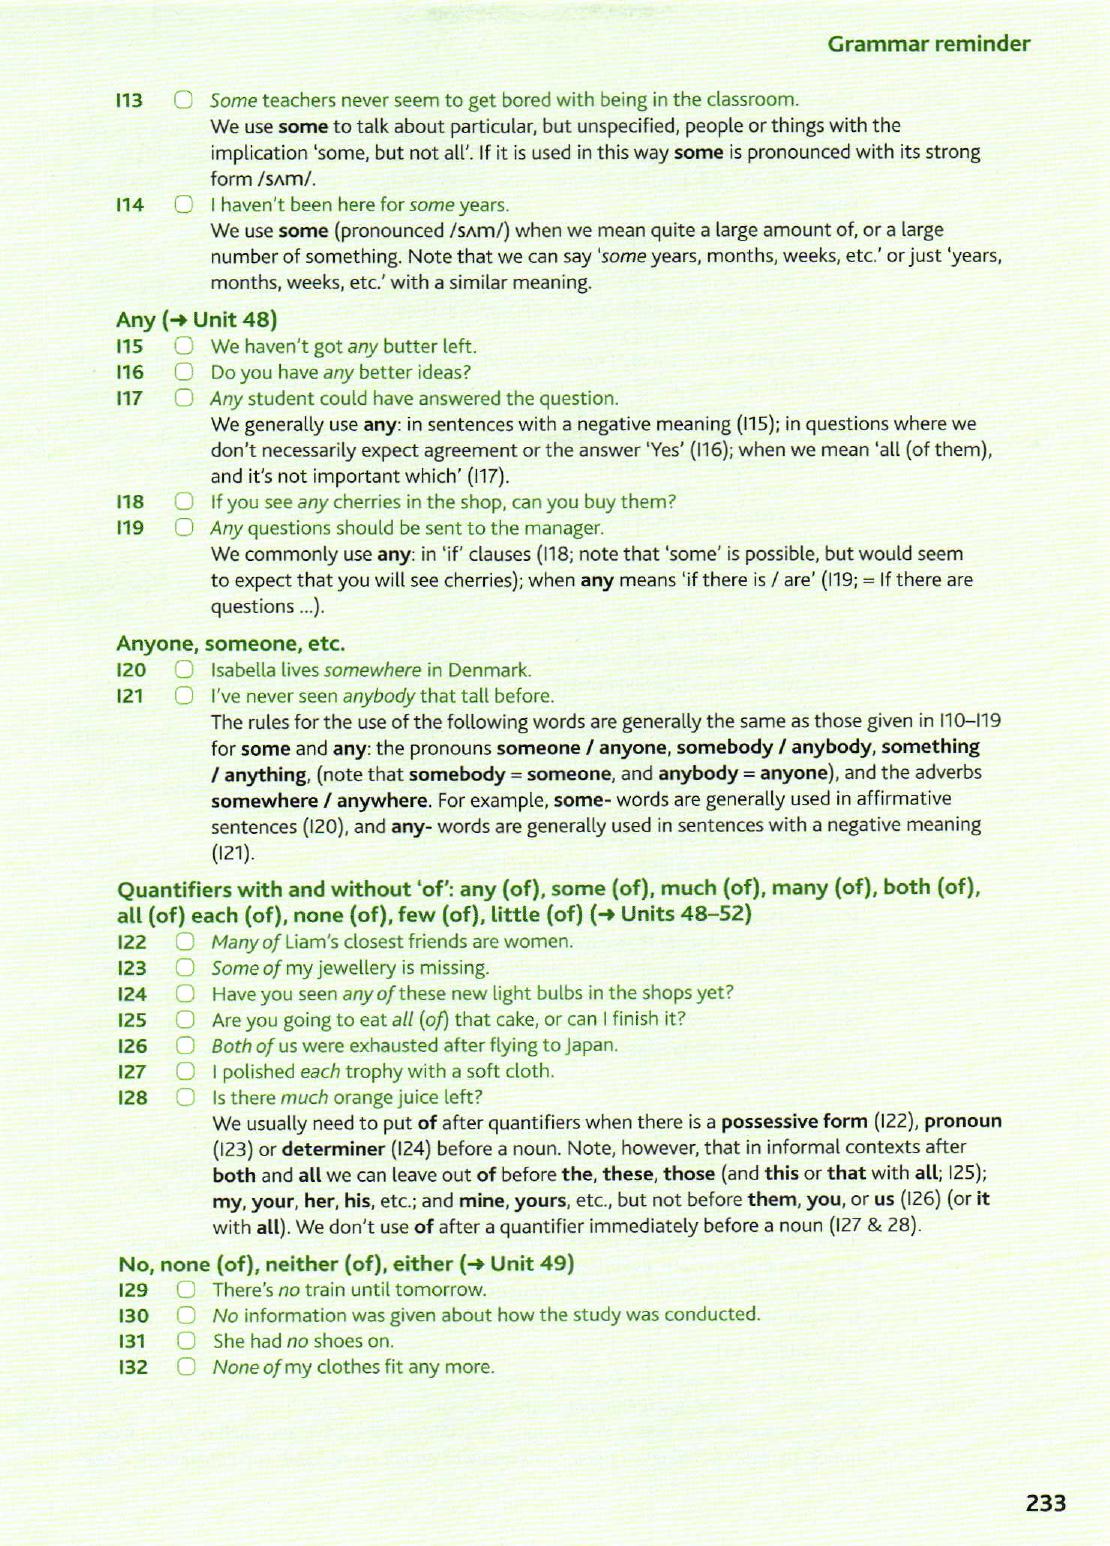 Grammar reminder
I13 Some teachers never seem to get bored with being in the classroom.
We use some to talk about particular, but unspecified, people or things with the
implication 'some, but not all'. If it is used in this way some is pronounced with its strong
form /sʌm/.
I14 I haven't been here for some years.
We use some (pronounced /sʌm/) when we mean quite a large amount of, or a large
number of something. Note that we can say 'some years, months, weeks, etc.' or just 'years,
months, weeks, etc.' with a similar meaning.
Any (➔ Unit 48)
I15 We haven't got any butter left.
I16 Do you have any better ideas?
I17 Any student could have answered the question.
We generally use any: in sentences with a negative meaning (I15); in questions where we
don't necessarily expect agreement or the answer 'Yes' (I16); when we mean 'all (of them),
and it's not important which' (I17).
I18 If you see any cherries in the shop, can you buy them?
I19 Any questions should be sent to the manager.
We commonly use any: in 'if' clauses (I18; note that 'some' is possible, but would seem
to expect that you will see cherries); when any means 'if there is / are' (I19; = If there are
questions ...).
Anyone, someone, etc.
I20 Isabella lives somewhere in Denmark.
I21 I've never seen anybody that tall before.
The rules for the use of the following words are generally the same as those given in I10–I19
for some and any: the pronouns someone / anyone, somebody / anybody, something
/ anything, (note that somebody = someone, and anybody = anyone), and the adverbs
somewhere / anywhere. For example, some- words are generally used in affirmative
sentences (I20), and any- words are generally used in sentences with a negative meaning
(I21).
Quantifiers with and without 'of': any (of), some (of), much (of), many (of), both (of),
all (of) each (of), none (of), few (of), little (of) (➔ Units 48–52)
I22 Many of Liam's closest friends are women.
I23 Some of my jewellery is missing.
I24 Have you seen any of these new light bulbs in the shops yet?
I25 Are you going to eat all (of) that cake, or can I finish it?
I26 Both of us were exhausted after flying to Japan.
I27 I polished each trophy with a soft cloth.
I28 Is there much orange juice left?
We usually need to put of after quantifiers when there is a possessive form (I22), pronoun
(I23) or determiner (I24) before a noun. Note, however, that in informal contexts after
both and all we can leave out of before the, these, those (and this or that with all; I25);
my, your, her, his, etc.; and mine, yours, etc., but not before them, you, or us (I26) (or it
with all). We don't use of after a quantifier immediately before a noun (I27 & 28).
No, none (of), neither (of), either (➔ Unit 49)
I29 There's no train until tomorrow.
I30 No information was given about how the study was conducted.
I31 She had no shoes on.
I32 None of my clothes fit any more.
233